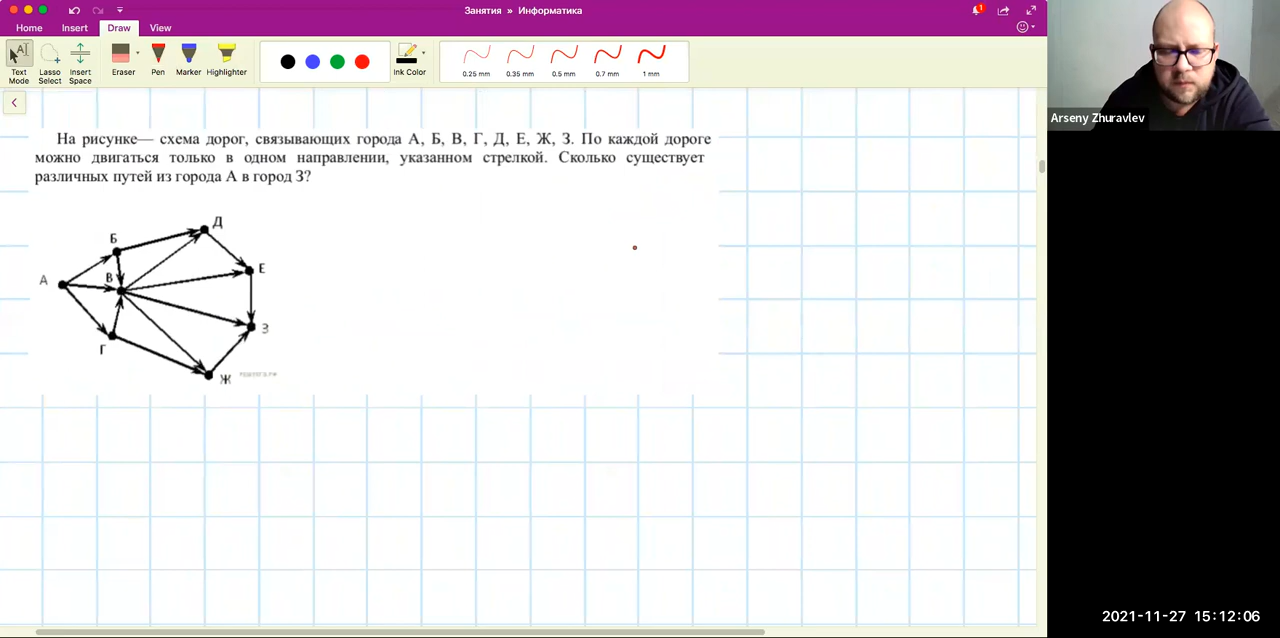 Занятия » Информатика
1
Home Insert Draw View
Text Mode
Lasso Select
Insert Space
Eraser
Pen
Marker
Highlighter
Ink Color
0.25 mm
0.35 mm
0.5 mm
0.7 mm
1 mm
Arseny Zhuravlev
На рисунке— схема дорог, связывающих города А, Б, В, Г, Д, Е, Ж, З. По каждой дороге
можно двигаться только в одном направлении, указанном стрелкой. Сколько существует
различных путей из города А в город З?
Д
Б
Е
А
В
З
Г
Ж
2021-11-27 15:12:06